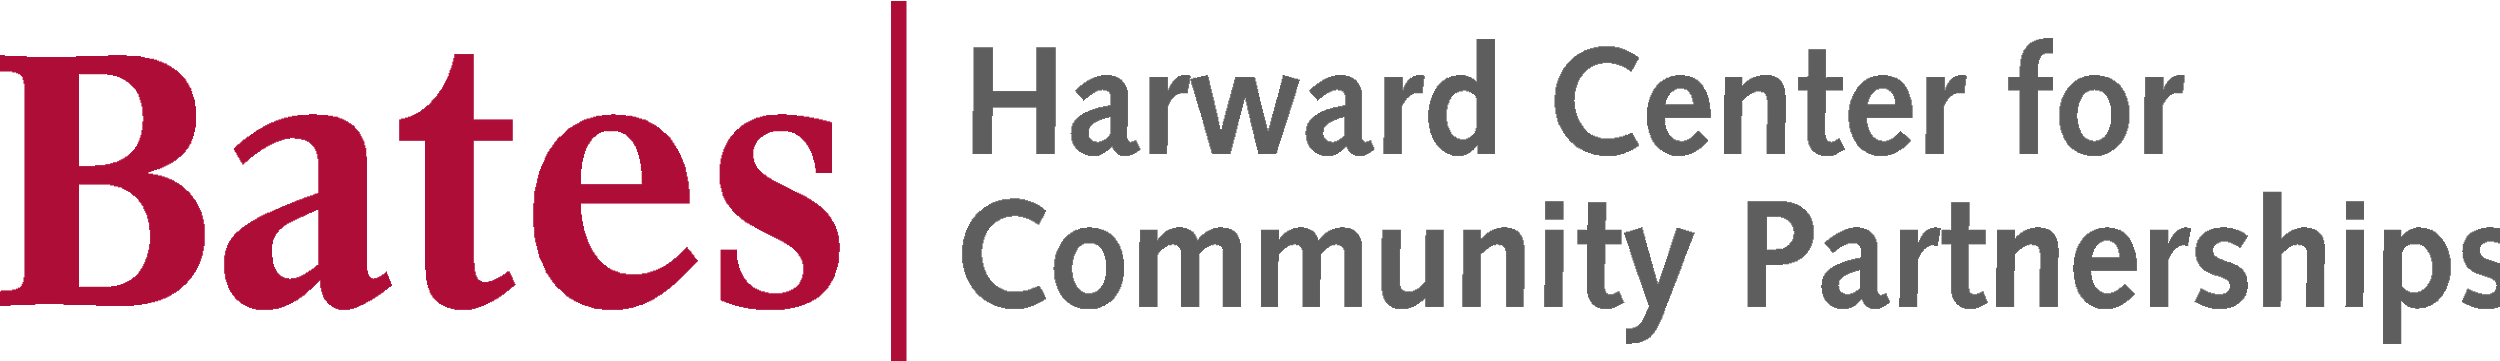 Bates
Harward Center for
Community Partnerships